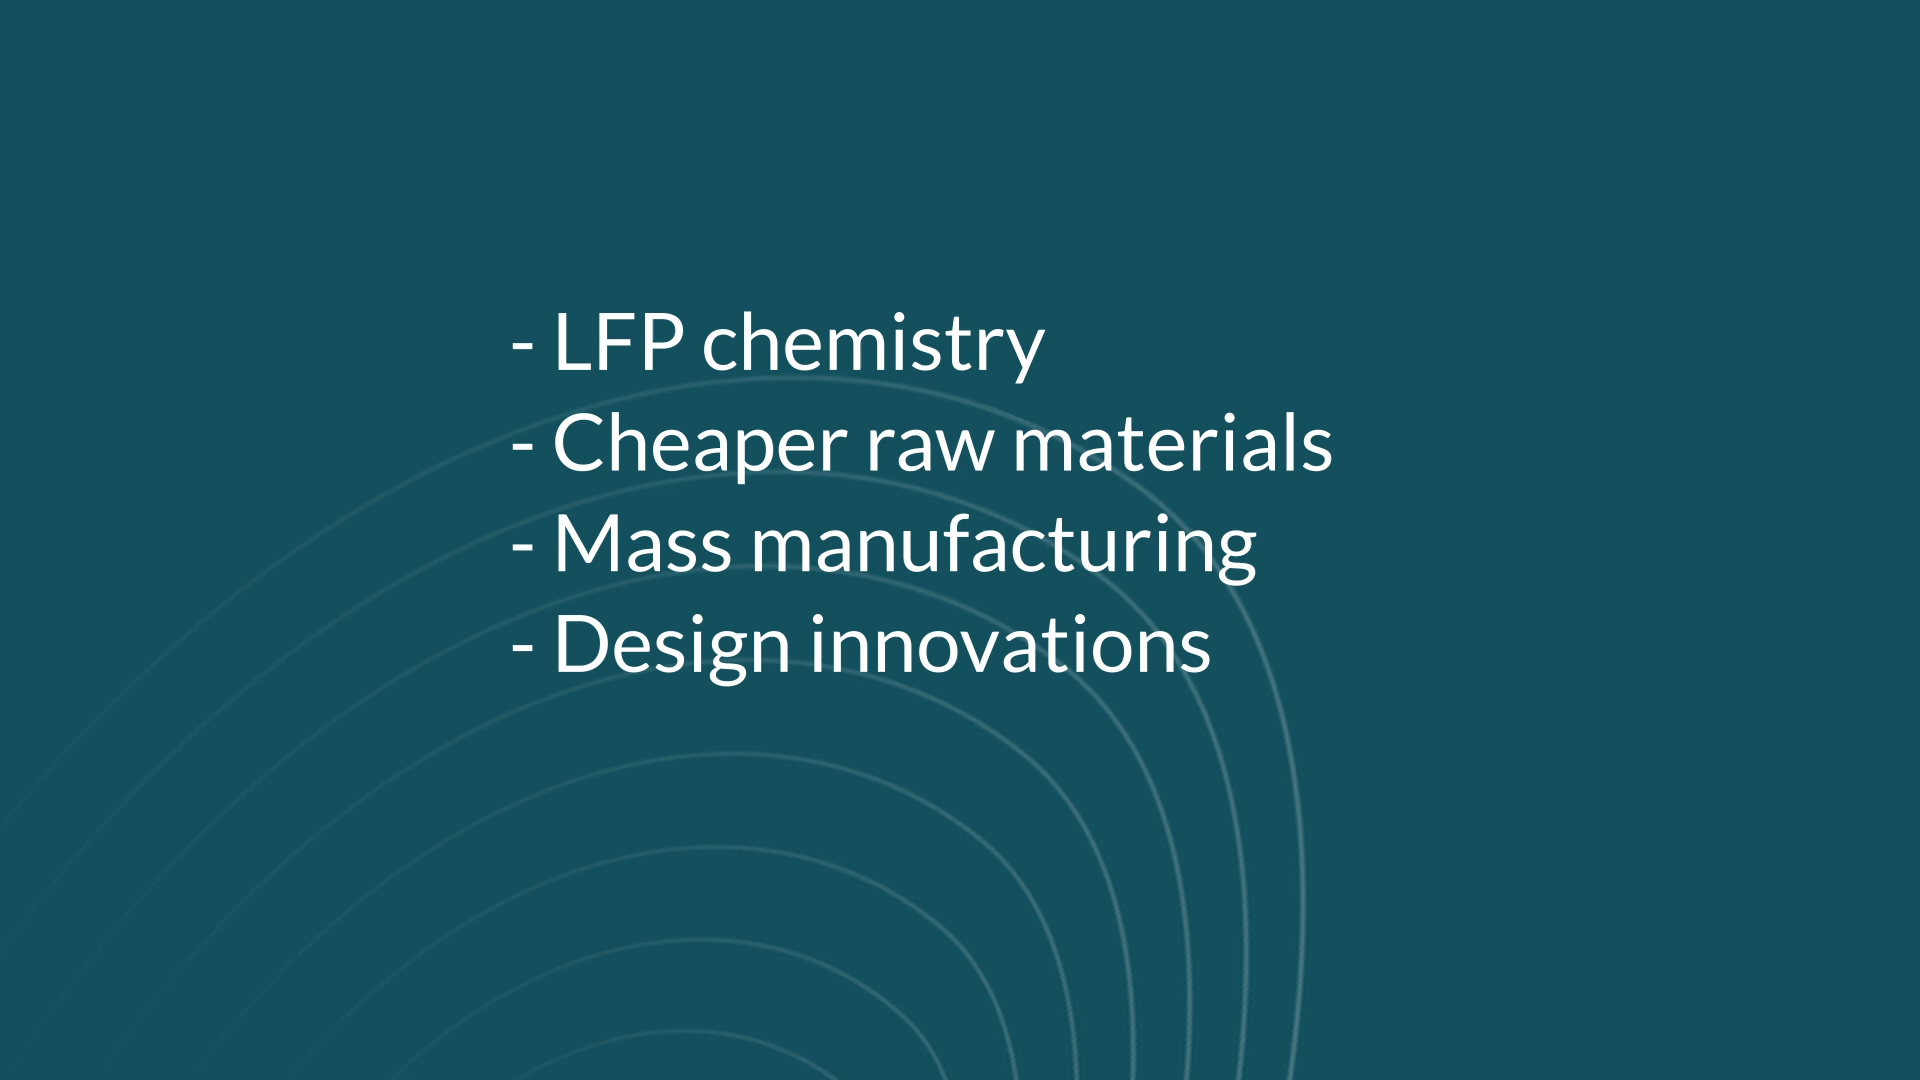 - LFP chemistry
- Cheaper raw materials
- Mass manufacturing
- Design innovations